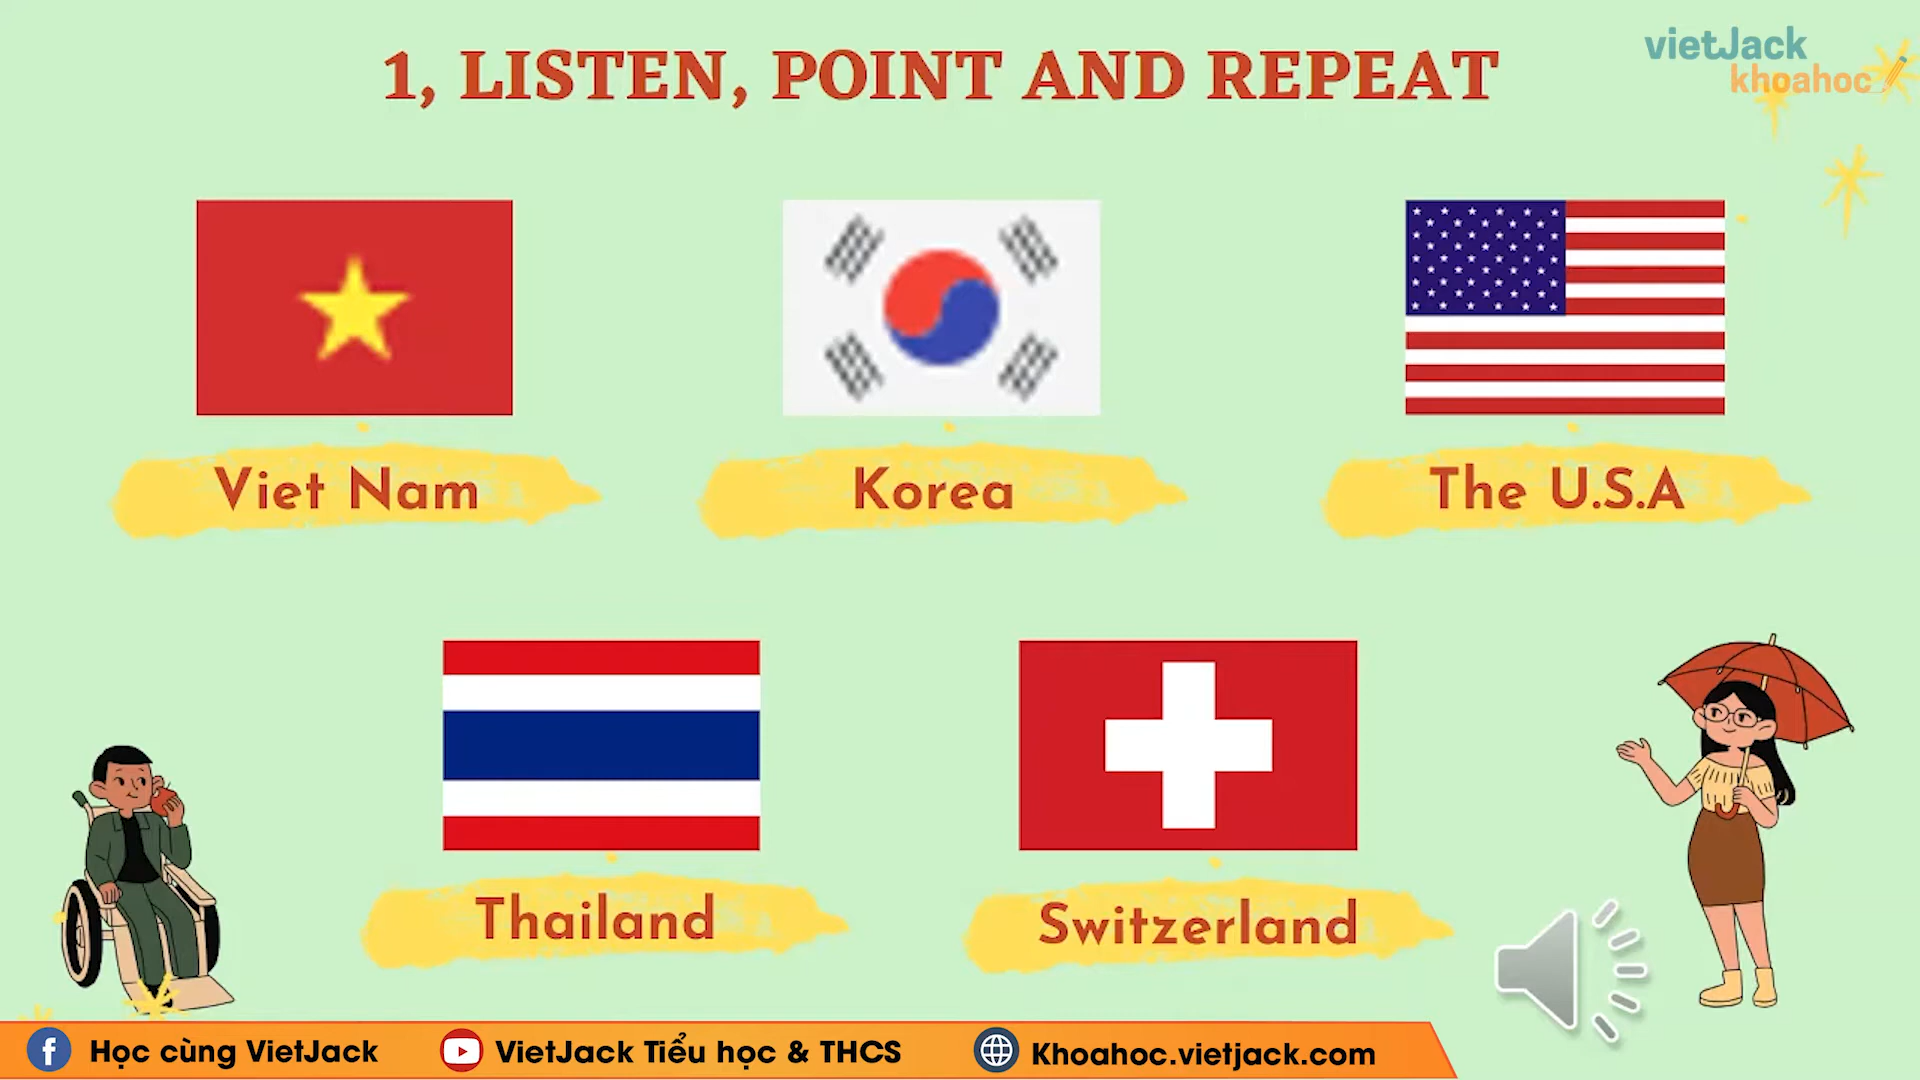 1, LISTEN, POINT AND REPEAT
vietJack
khoahoc
Viet Nam
Korea
The U.S.A
Thailand
Switzerland
Học cùng VietJack
VietJack Tiểu học & THCS
Khoahoc.vietjack.com